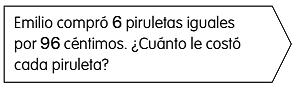 Emilio compró 6 piruletas iguales
por 96 céntimos. ¿Cuánto le costó
cada piruleta?